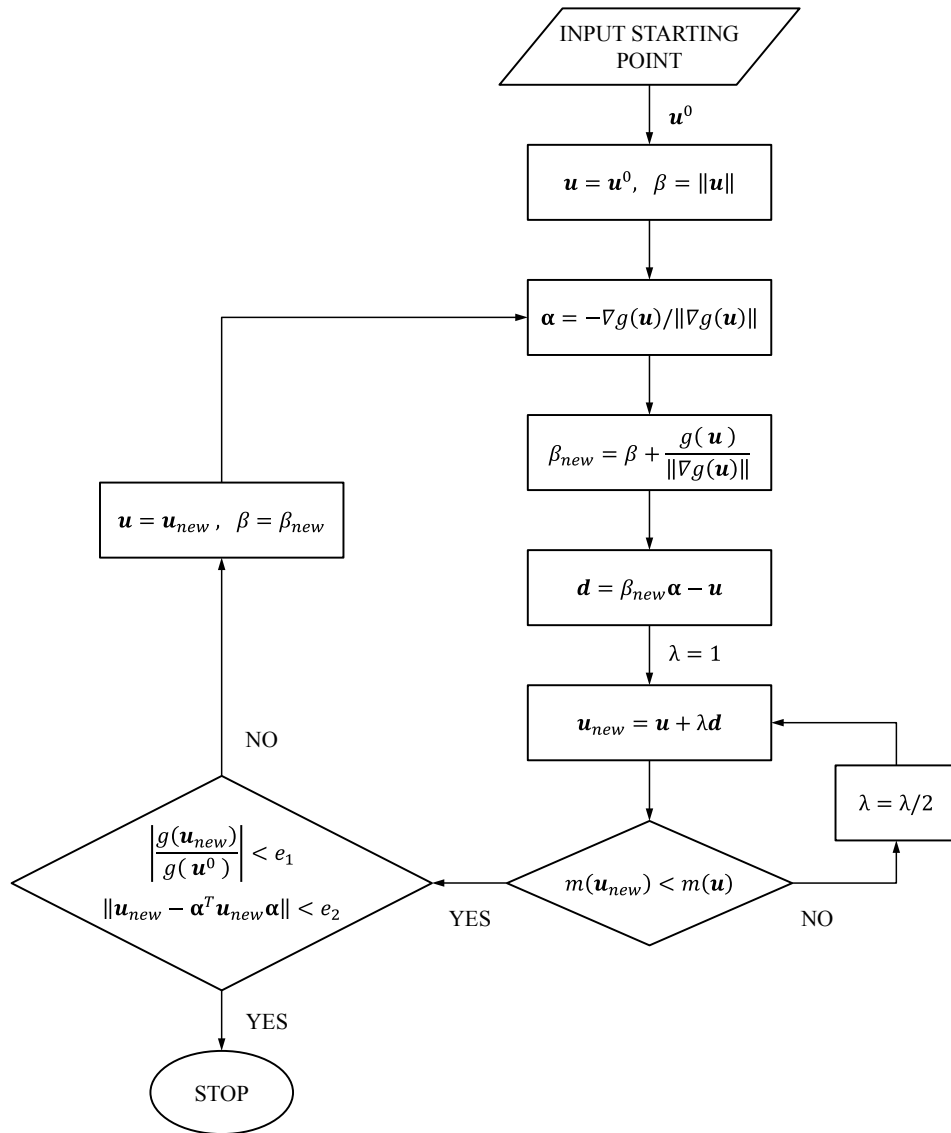 INPUT STARTING
POINT
𝒖⁰
𝒖 = 𝒖⁰, β = ‖𝒖‖
𝛂 = −∇g(𝒖)/‖∇g(𝒖)‖
β_new = β + g(𝒖) / ‖∇g(𝒖)‖
𝒅 = β_new 𝛂 − 𝒖
λ = 1
𝒖_new = 𝒖 + λ𝒅
m(𝒖_new) < m(𝒖)
NO
λ = λ/2
YES
|g(𝒖_new) / g(𝒖⁰)| < e₁
‖𝒖_new − 𝛂ᵀ𝒖_new𝛂‖ < e₂
NO
𝒖 = 𝒖_new , β = β_new
YES
STOP